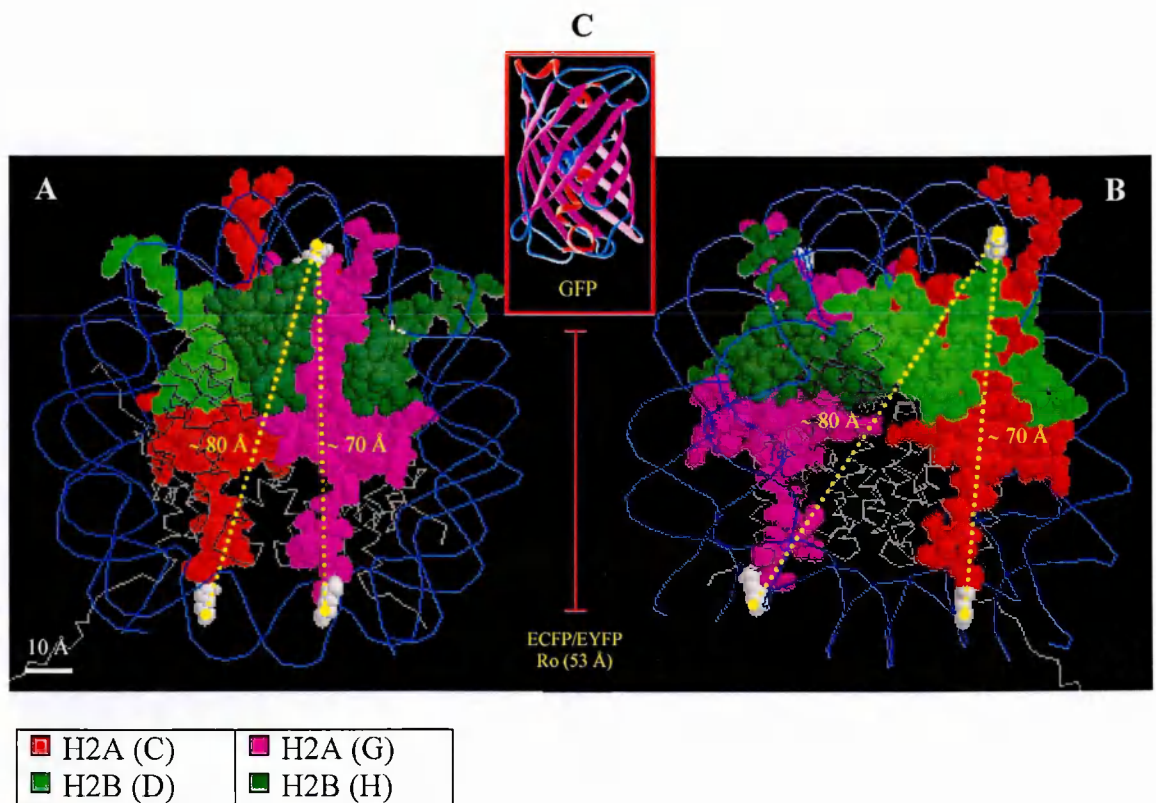 C
A
B
GFP
~ 80 Å
~ 70 Å
~ 80 Å
~ 70 Å
ECFP/EYFP
Ro (53 Å)
10 Å
H2A (C)
H2A (G)
H2B (D)
H2B (H)